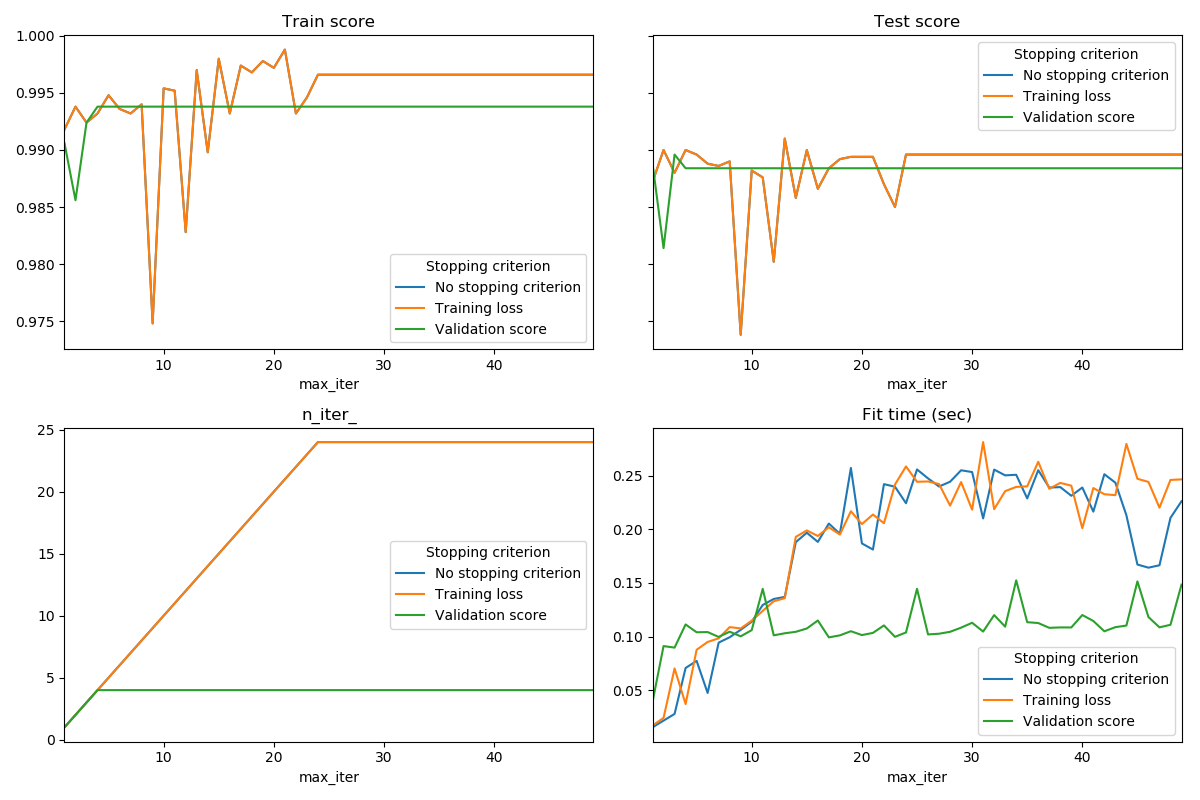 Train score
1.000
0.995
0.990
0.985
0.980
0.975
Stopping criterion
No stopping criterion
Training loss
Validation score
10 20 30 40
max_iter
Test score
Stopping criterion
No stopping criterion
Training loss
Validation score
10 20 30 40
max_iter
n_iter_
25
20
15
10
5
0
Stopping criterion
No stopping criterion
Training loss
Validation score
10 20 30 40
max_iter
Fit time (sec)
0.25
0.20
0.15
0.10
0.05
Stopping criterion
No stopping criterion
Training loss
Validation score
10 20 30 40
max_iter